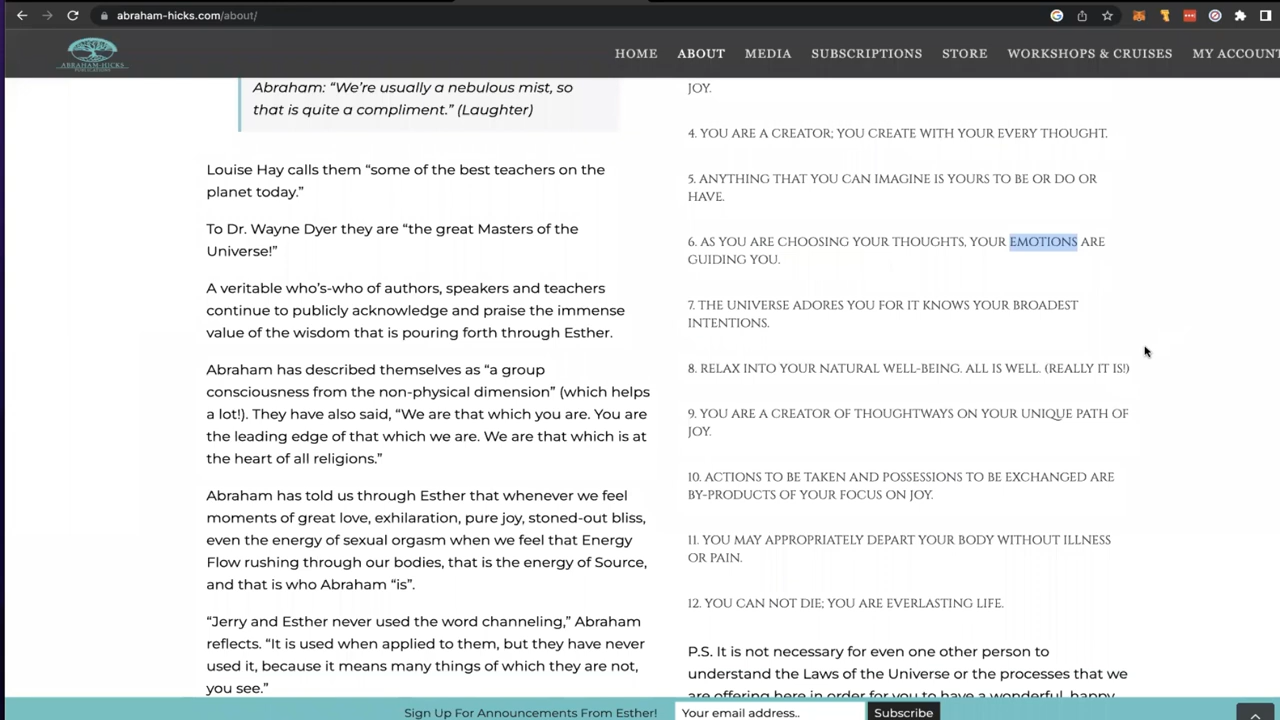 abraham-hicks.com/about/
ABRAHAM-HICKS
PUBLICATIONS
HOME ABOUT MEDIA SUBSCRIPTIONS STORE WORKSHOPS & CRUISES MY ACCOUNT
Abraham: “We’re usually a nebulous mist, so
that is quite a compliment.” (Laughter)
Louise Hay calls them “some of the best teachers on the
planet today.”
To Dr. Wayne Dyer they are “the great Masters of the
Universe!”
A veritable who’s-who of authors, speakers and teachers
continue to publicly acknowledge and praise the immense
value of the wisdom that is pouring forth through Esther.
Abraham has described themselves as “a group
consciousness from the non-physical dimension” (which helps
a lot!). They have also said, “We are that which you are. You are
the leading edge of that which we are. We are that which is at
the heart of all religions.”
Abraham has told us through Esther that whenever we feel
moments of great love, exhilaration, pure joy, stoned-out bliss,
even the energy of sexual orgasm when we feel that Energy
Flow rushing through our bodies, that is the energy of Source,
and that is who Abraham “is”.
“Jerry and Esther never used the word channeling,” Abraham
reflects. “It is used when applied to them, but they have never
used it, because it means many things of which they are not,
you see.”
JOY.
4. YOU ARE A CREATOR; YOU CREATE WITH YOUR EVERY THOUGHT.
5. ANYTHING THAT YOU CAN IMAGINE IS YOURS TO BE OR DO OR
HAVE.
6. AS YOU ARE CHOOSING YOUR THOUGHTS, YOUR EMOTIONS ARE
GUIDING YOU.
7. THE UNIVERSE ADORES YOU FOR IT KNOWS YOUR BROADEST
INTENTIONS.
8. RELAX INTO YOUR NATURAL WELL-BEING. ALL IS WELL. (REALLY IT IS!)
9. YOU ARE A CREATOR OF THOUGHTWAYS ON YOUR UNIQUE PATH OF
JOY.
10. ACTIONS TO BE TAKEN AND POSSESSIONS TO BE EXCHANGED ARE
BY-PRODUCTS OF YOUR FOCUS ON JOY.
11. YOU MAY APPROPRIATELY DEPART YOUR BODY WITHOUT ILLNESS
OR PAIN.
12. YOU CAN NOT DIE; YOU ARE EVERLASTING LIFE.
P.S. It is not necessary for even one other person to
understand the Laws of the Universe or the processes that we
are offering here in order for you to have a wonderful, happy
Sign Up For Announcements From Esther! Your email address.. Subscribe